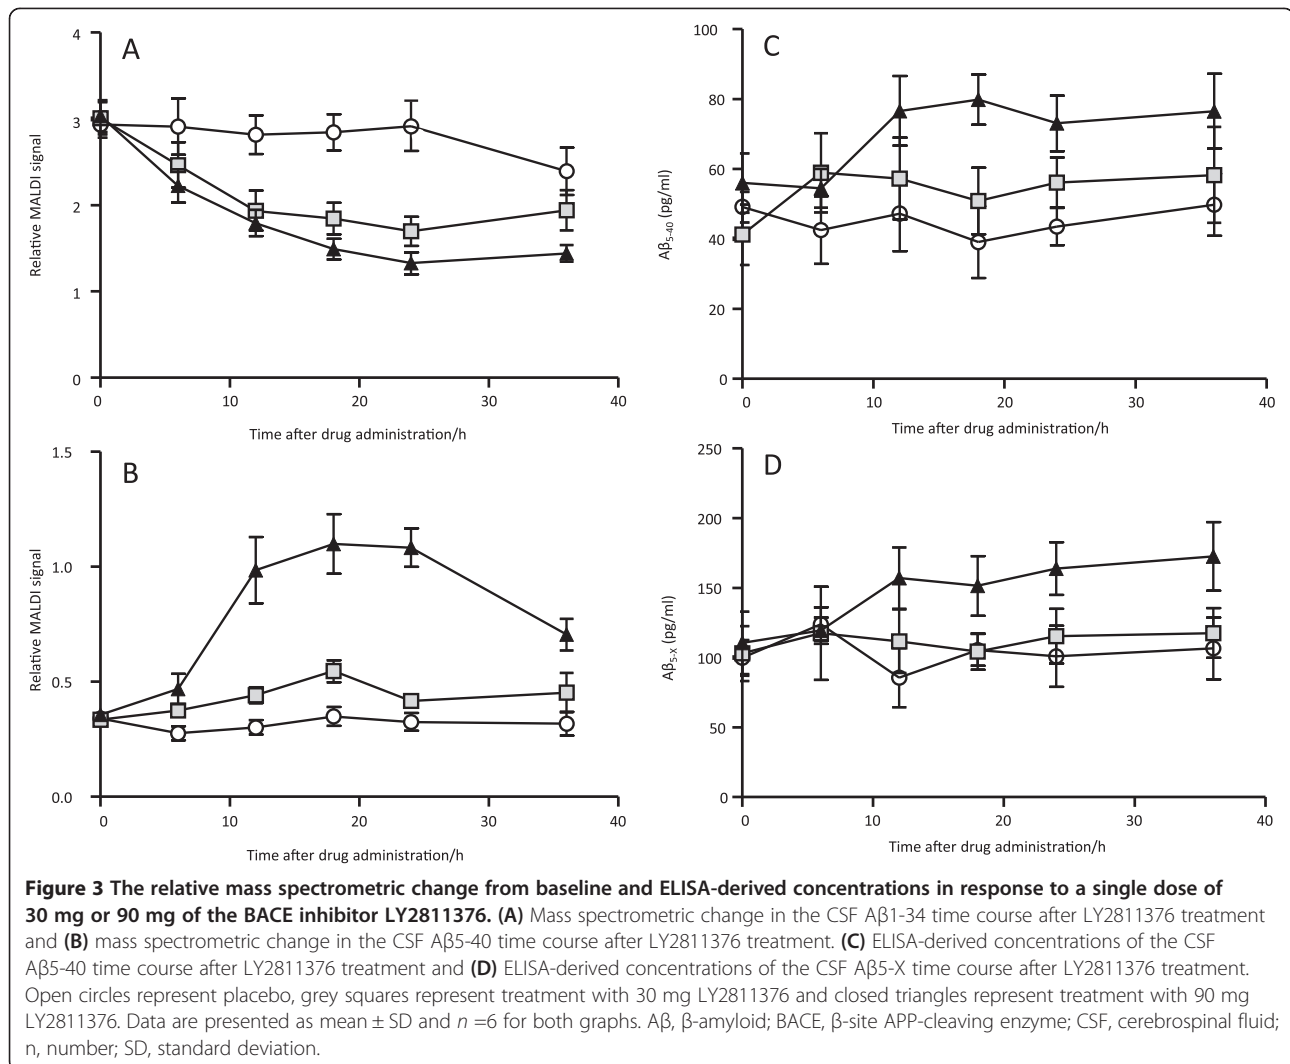 A
4
3
2
1
0
Relative MALDI signal
0 10 20 30 40
Time after drug administration/h
C
100
80
60
40
20
0
Aβ5-40 (pg/ml)
0 10 20 30 40
Time after drug administration/h
B
1.5
1.0
0.5
0.0
Relative MALDI signal
0 10 20 30 40
Time after drug administration/h
D
250
200
150
100
50
0
Aβ5-X (pg/ml)
0 10 20 30 40
Time after drug administration/h
Figure 3 The relative mass spectrometric change from baseline and ELISA-derived concentrations in response to a single dose of
30 mg or 90 mg of the BACE inhibitor LY2811376. (A) Mass spectrometric change in the CSF Aβ1-34 time course after LY2811376 treatment
and (B) mass spectrometric change in the CSF Aβ5-40 time course after LY2811376 treatment. (C) ELISA-derived concentrations of the CSF
Aβ5-40 time course after LY2811376 treatment and (D) ELISA-derived concentrations of the CSF Aβ5-X time course after LY2811376 treatment.
Open circles represent placebo, grey squares represent treatment with 30 mg LY2811376 and closed triangles represent treatment with 90 mg
LY2811376. Data are presented as mean ± SD and n =6 for both graphs. Aβ, β-amyloid; BACE, β-site APP-cleaving enzyme; CSF, cerebrospinal fluid;
n, number; SD, standard deviation.